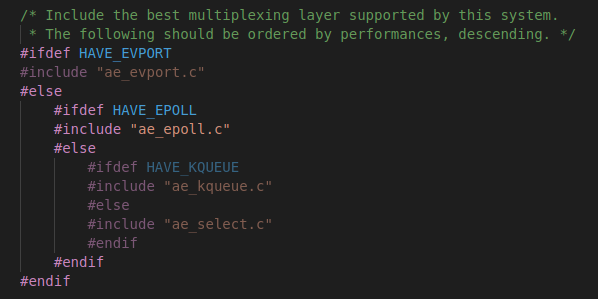 /* Include the best multiplexing layer supported by this system.
 * The following should be ordered by performances, descending. */
#ifdef HAVE_EVPORT
#include "ae_evport.c"
#else
    #ifdef HAVE_EPOLL
    #include "ae_epoll.c"
    #else
        #ifdef HAVE_KQUEUE
        #include "ae_kqueue.c"
        #else
        #include "ae_select.c"
        #endif
    #endif
#endif